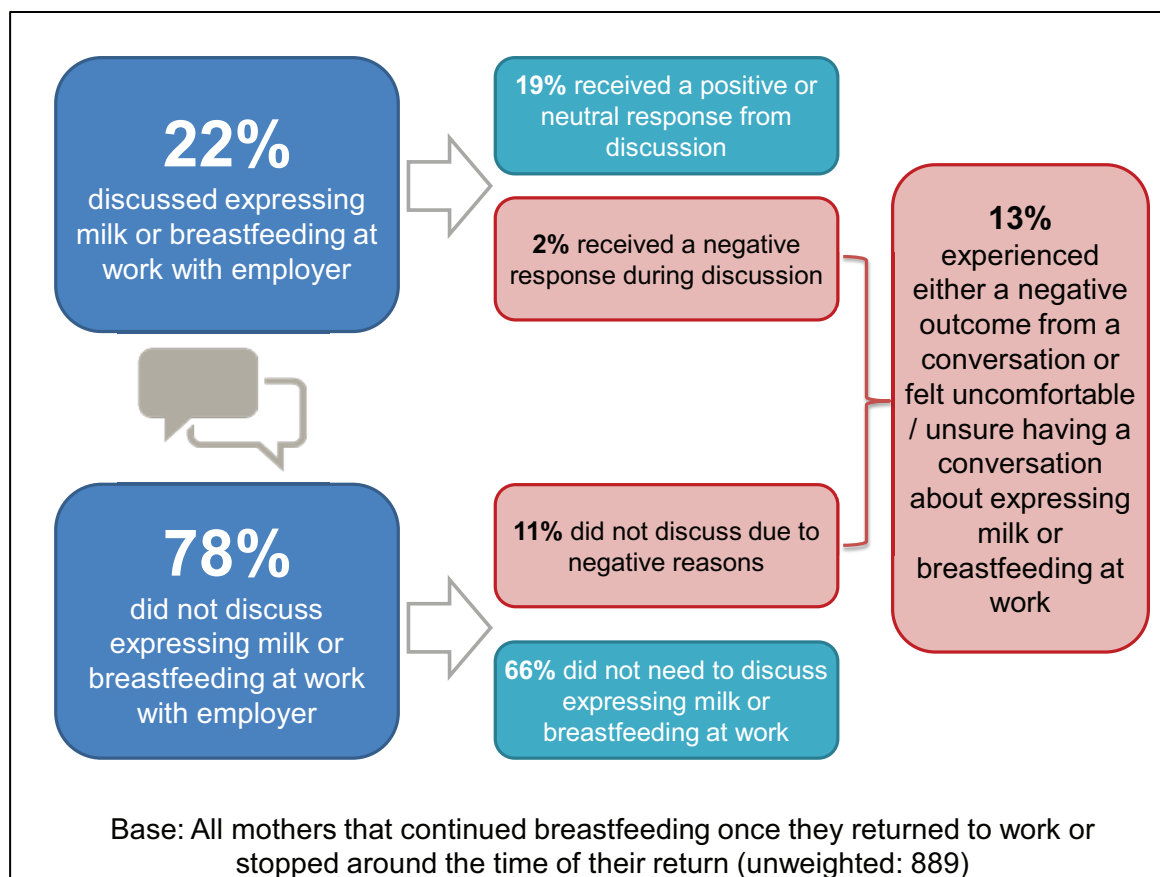 22%
discussed expressing
milk or breastfeeding at
work with employer
19% received a positive or
neutral response from
discussion
2% received a negative
response during discussion
13%
experienced
either a negative
outcome from a
conversation or
felt uncomfortable
/ unsure having a
conversation
about expressing
milk or
breastfeeding at
work
78%
did not discuss
expressing milk or
breastfeeding at work
with employer
11% did not discuss due to
negative reasons
66% did not need to discuss
expressing milk or
breastfeeding at work
Base: All mothers that continued breastfeeding once they returned to work or
stopped around the time of their return (unweighted: 889)